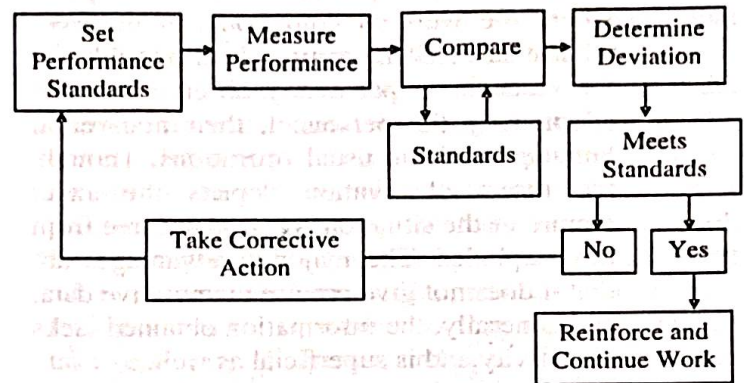 Set
Performance
Standards
Measure
Performance
Compare
Determine
Deviation
Standards
Meets
Standards
No
Yes
Take Corrective
Action
Reinforce and
Continue Work